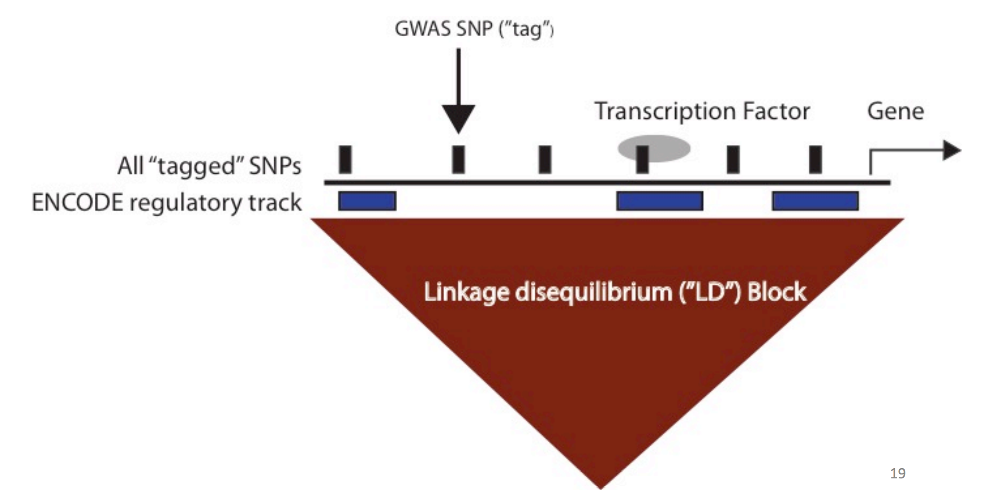 GWAS SNP ("tag")
Transcription Factor
Gene
All “tagged” SNPs
ENCODE regulatory track
Linkage disequilibrium ("LD") Block
19